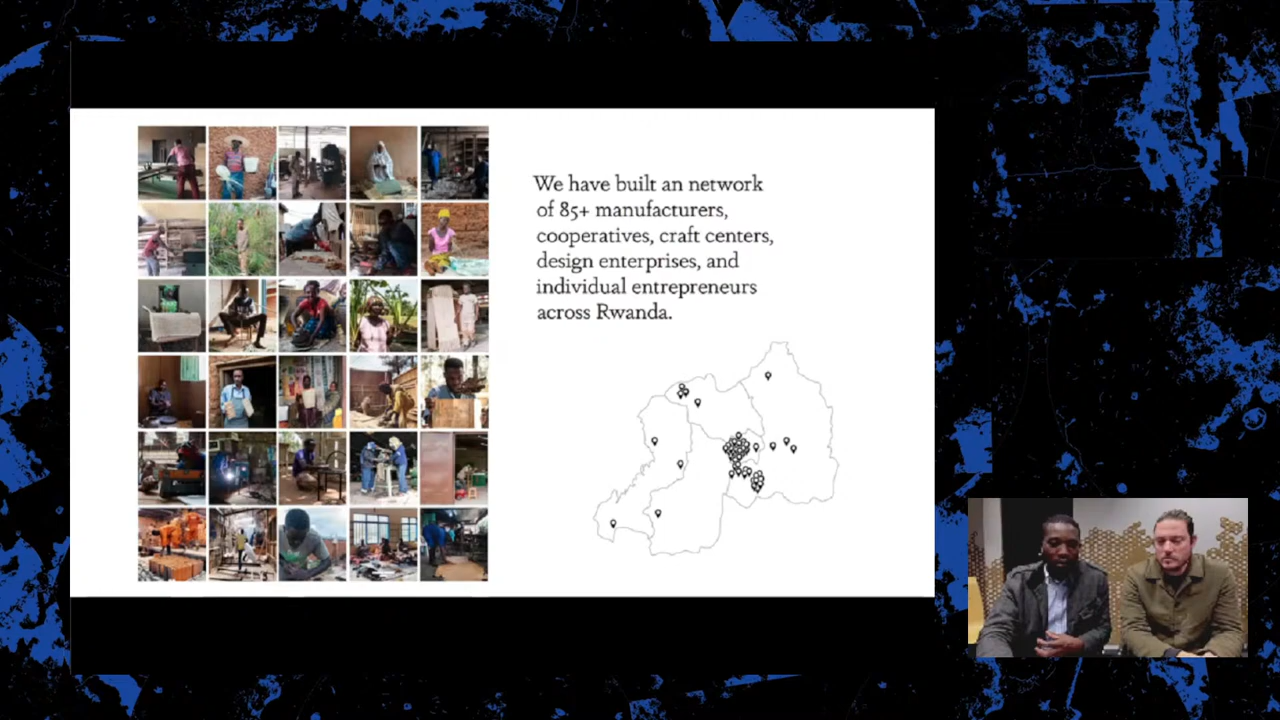 We have built an network
of 85+ manufacturers,
cooperatives, craft centers,
design enterprises, and
individual entrepreneurs
across Rwanda.